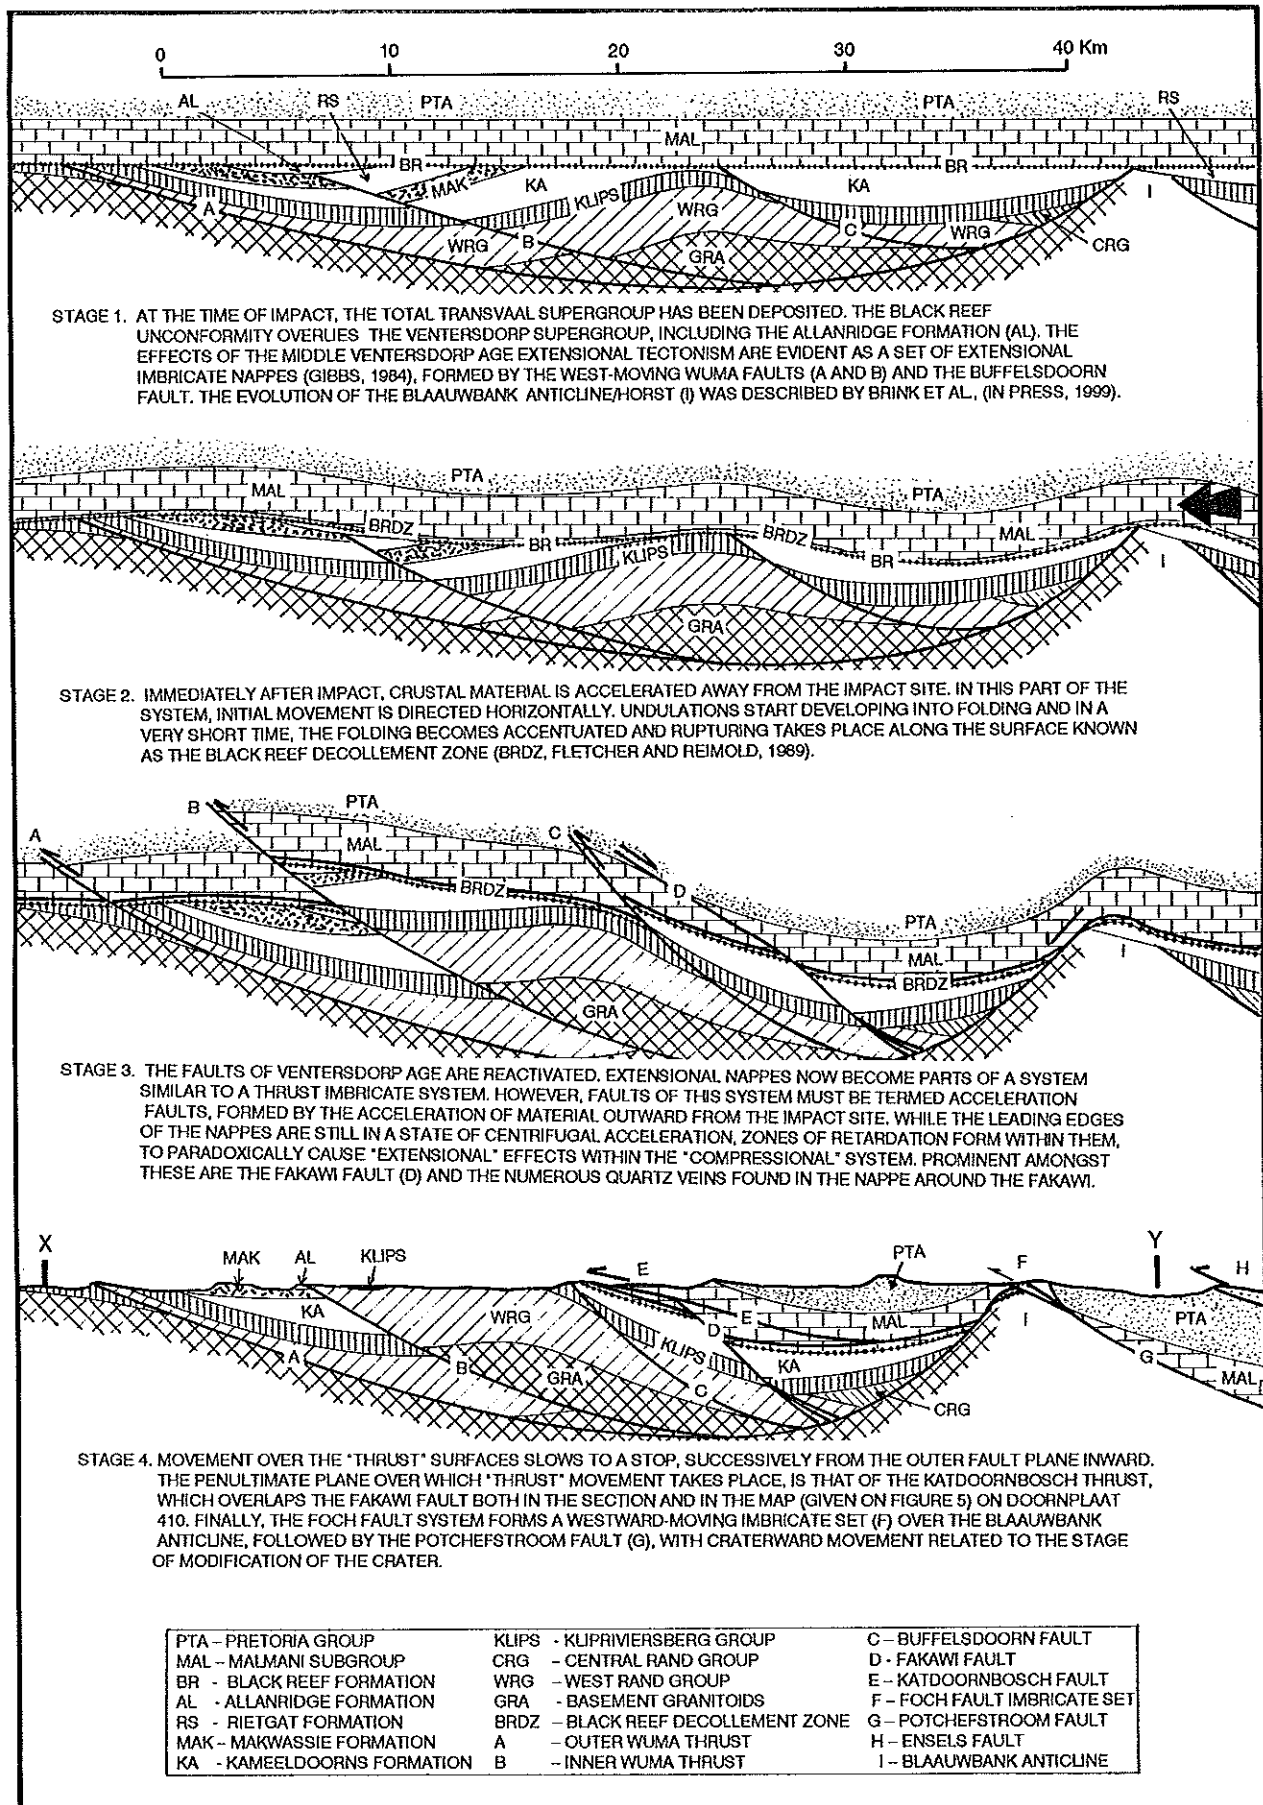 0 10 20 30 40 Km
AL RS PTA PTA RS
MAL
BR BR
MAK KA KLIPS KA I
A WRG C
WRG B WRG CRG
GRA
STAGE 1. AT THE TIME OF IMPACT, THE TOTAL TRANSVAAL SUPERGROUP HAS BEEN DEPOSITED. THE BLACK REEF
UNCONFORMITY OVERLIES THE VENTERSDORP SUPERGROUP, INCLUDING THE ALLANRIDGE FORMATION (AL). THE
EFFECTS OF THE MIDDLE VENTERSDORP AGE EXTENSIONAL TECTONISM ARE EVIDENT AS A SET OF EXTENSIONAL
IMBRICATE NAPPES (GIBBS, 1984), FORMED BY THE WEST-MOVING WUMA FAULTS (A AND B) AND THE BUFFELSDOORN
FAULT. THE EVOLUTION OF THE BLAAUWBANK ANTICLINE/HORST (I) WAS DESCRIBED BY BRINK ET AL, (IN PRESS, 1999).
PTA
MAL PTA
BRDZ BR BRDZ MAL
KLIPS BR I
GRA
STAGE 2. IMMEDIATELY AFTER IMPACT, CRUSTAL MATERIAL IS ACCELERATED AWAY FROM THE IMPACT SITE. IN THIS PART OF THE
SYSTEM, INITIAL MOVEMENT IS DIRECTED HORIZONTALLY. UNDULATIONS START DEVELOPING INTO FOLDING AND IN A
VERY SHORT TIME, THE FOLDING BECOMES ACCENTUATED AND RUPTURING TAKES PLACE ALONG THE SURFACE KNOWN
AS THE BLACK REEF DECOLLEMENT ZONE (BRDZ, FLETCHER AND REIMOLD, 1989).
B PTA
A MAL C
BRDZ D
PTA
MAL I
BRDZ
GRA
STAGE 3. THE FAULTS OF VENTERSDORP AGE ARE REACTIVATED. EXTENSIONAL NAPPES NOW BECOME PARTS OF A SYSTEM
SIMILAR TO A THRUST IMBRICATE SYSTEM. HOWEVER, FAULTS OF THIS SYSTEM MUST BE TERMED ACCELERATION
FAULTS, FORMED BY THE ACCELERATION OF MATERIAL OUTWARD FROM THE IMPACT SITE. WHILE THE LEADING EDGES
OF THE NAPPES ARE STILL IN A STATE OF CENTRIFUGAL ACCELERATION, ZONES OF RETARDATION FORM WITHIN THEM,
TO PARADOXICALLY CAUSE "EXTENSIONAL" EFFECTS WITHIN THE "COMPRESSIONAL" SYSTEM. PROMINENT AMONGST
THESE ARE THE FAKAWI FAULT (D) AND THE NUMEROUS QUARTZ VEINS FOUND IN THE NAPPE AROUND THE FAKAWI.
X Y
MAK AL KLIPS E PTA F H
KA WRG E MAL I PTA
D
A B KLIPS KA G
GRA C MAL
CRG
STAGE 4. MOVEMENT OVER THE "THRUST" SURFACES SLOWS TO A STOP, SUCCESSIVELY FROM THE OUTER FAULT PLANE INWARD.
THE PENULTIMATE PLANE OVER WHICH "THRUST" MOVEMENT TAKES PLACE, IS THAT OF THE KATDOORNBOSCH THRUST,
WHICH OVERLAPS THE FAKAWI FAULT BOTH IN THE SECTION AND IN THE MAP (GIVEN ON FIGURE 5) ON DOORNPLAAT
410. FINALLY, THE FOCH FAULT SYSTEM FORMS A WESTWARD-MOVING IMBRICATE SET (F) OVER THE BLAAUWBANK
ANTICLINE, FOLLOWED BY THE POTCHEFSTROOM FAULT (G), WITH CRATERWARD MOVEMENT RELATED TO THE STAGE
OF MODIFICATION OF THE CRATER.
PTA – PRETORIA GROUP KLIPS - KLIPRIVIERSBERG GROUP C – BUFFELSDOORN FAULT
MAL – MALMANI SUBGROUP CRG – CENTRAL RAND GROUP D - FAKAWI FAULT
BR - BLACK REEF FORMATION WRG – WEST RAND GROUP E – KATDOORNBOSCH FAULT
AL - ALLANRIDGE FORMATION GRA - BASEMENT GRANITOIDS F – FOCH FAULT IMBRICATE SET
RS - RIETGAT FORMATION BRDZ – BLACK REEF DECOLLEMENT ZONE G – POTCHEFSTROOM FAULT
MAK – MAKWASSIE FORMATION A – OUTER WUMA THRUST H – ENSELS FAULT
KA - KAMEELDOORNS FORMATION B – INNER WUMA THRUST I – BLAAUWBANK ANTICLINE